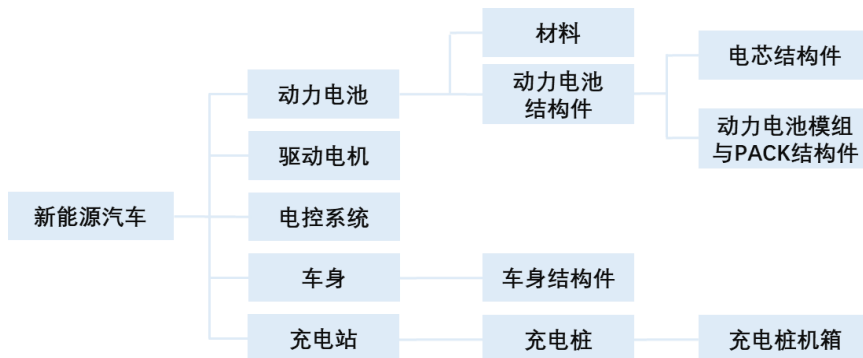 材料
电芯结构件
动力电池
动力电池
结构件
动力电池模组
与PACK结构件
驱动电机
新能源汽车
电控系统
车身
车身结构件
充电站
充电桩
充电桩机箱